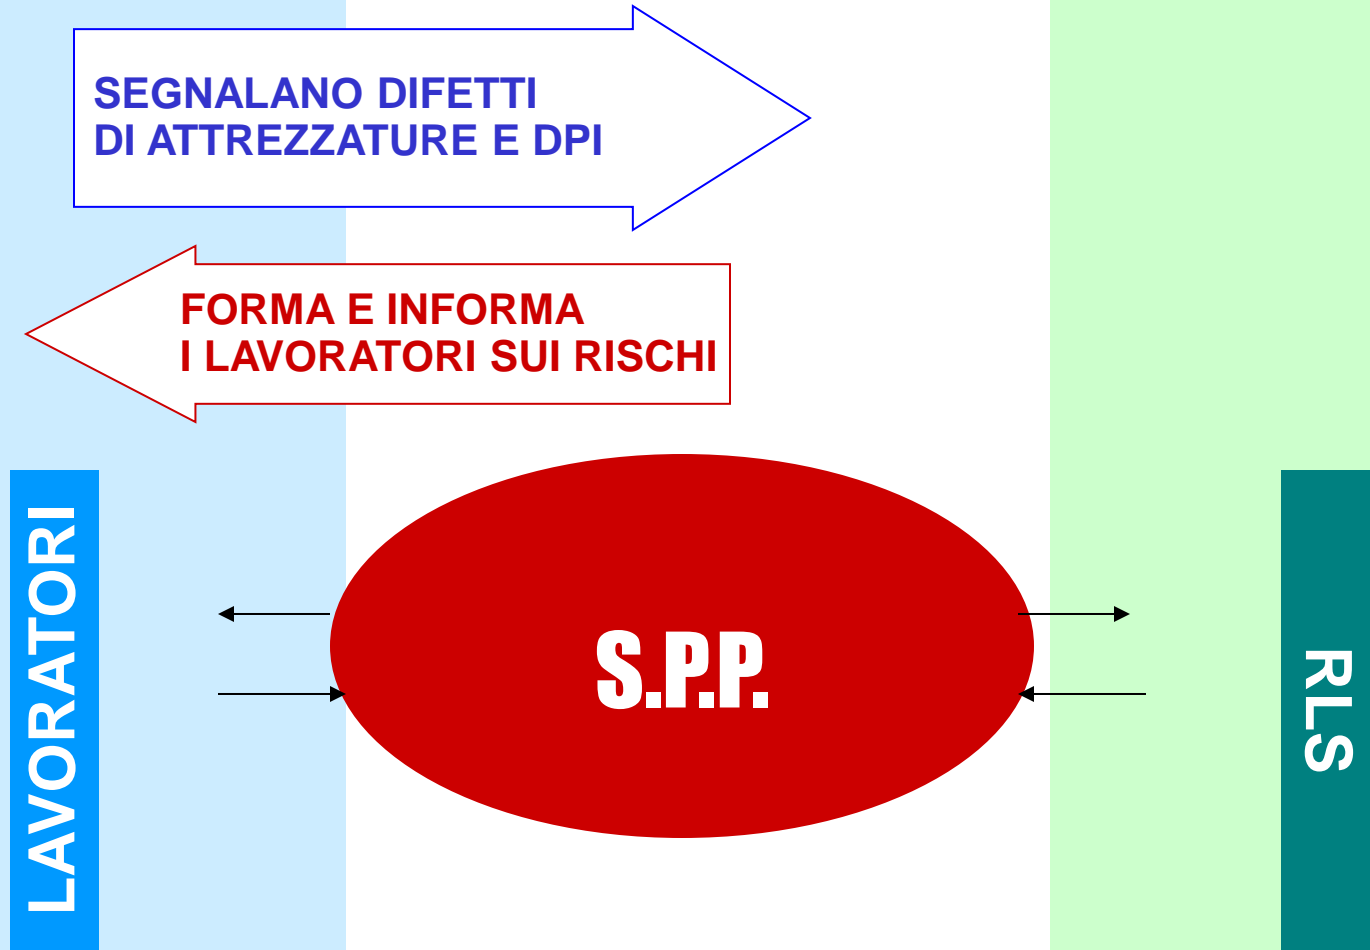 SEGNALANO DIFETTI
DI ATTREZZATURE E DPI
FORMA E INFORMA
I LAVORATORI SUI RISCHI
LAVORATORI
S.P.P.
RLS